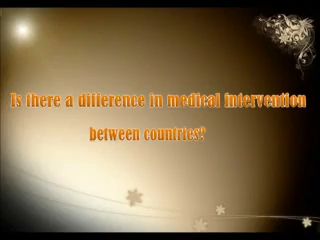 Is there a difference in medical intervention
between countries?